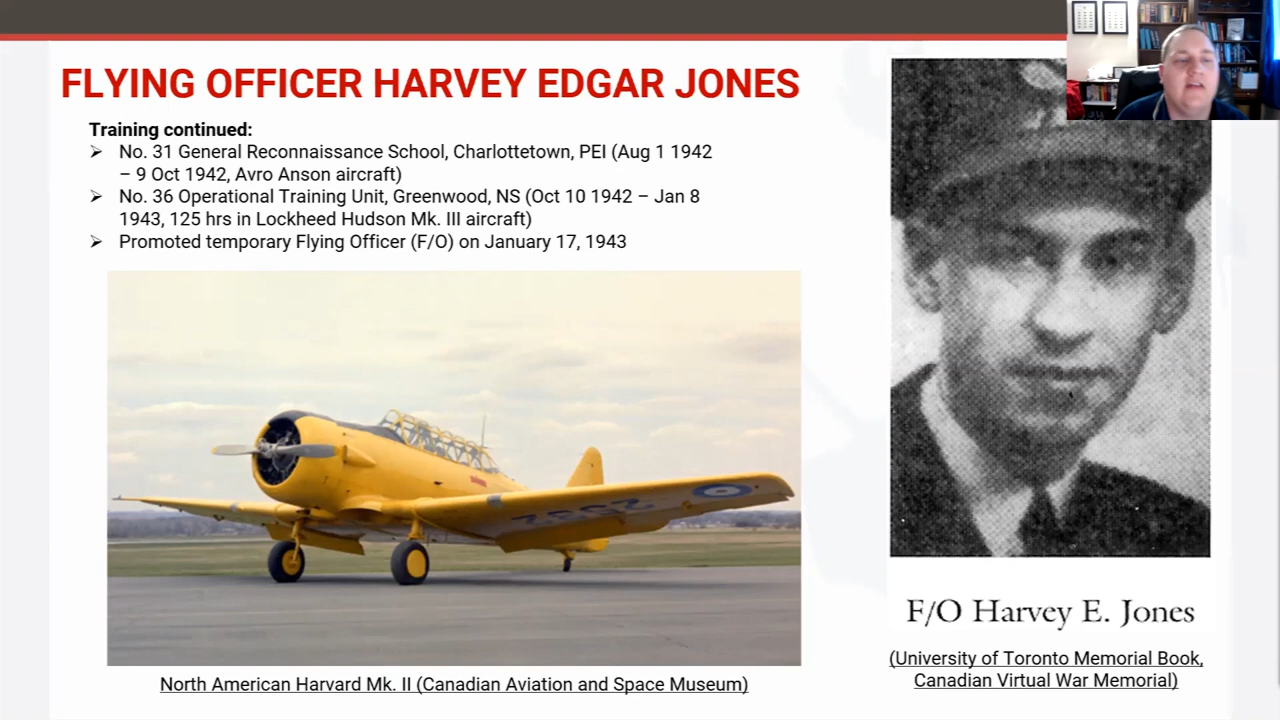 FLYING OFFICER HARVEY EDGAR JONES
Training continued:
➢ No. 31 General Reconnaissance School, Charlottetown, PEI (Aug 1 1942
– 9 Oct 1942, Avro Anson aircraft)
➢ No. 36 Operational Training Unit, Greenwood, NS (Oct 10 1942 – Jan 8
1943, 125 hrs in Lockheed Hudson Mk. III aircraft)
➢ Promoted temporary Flying Officer (F/O) on January 17, 1943
2532
North American Harvard Mk. II (Canadian Aviation and Space Museum)
F/O Harvey E. Jones
(University of Toronto Memorial Book,
Canadian Virtual War Memorial)